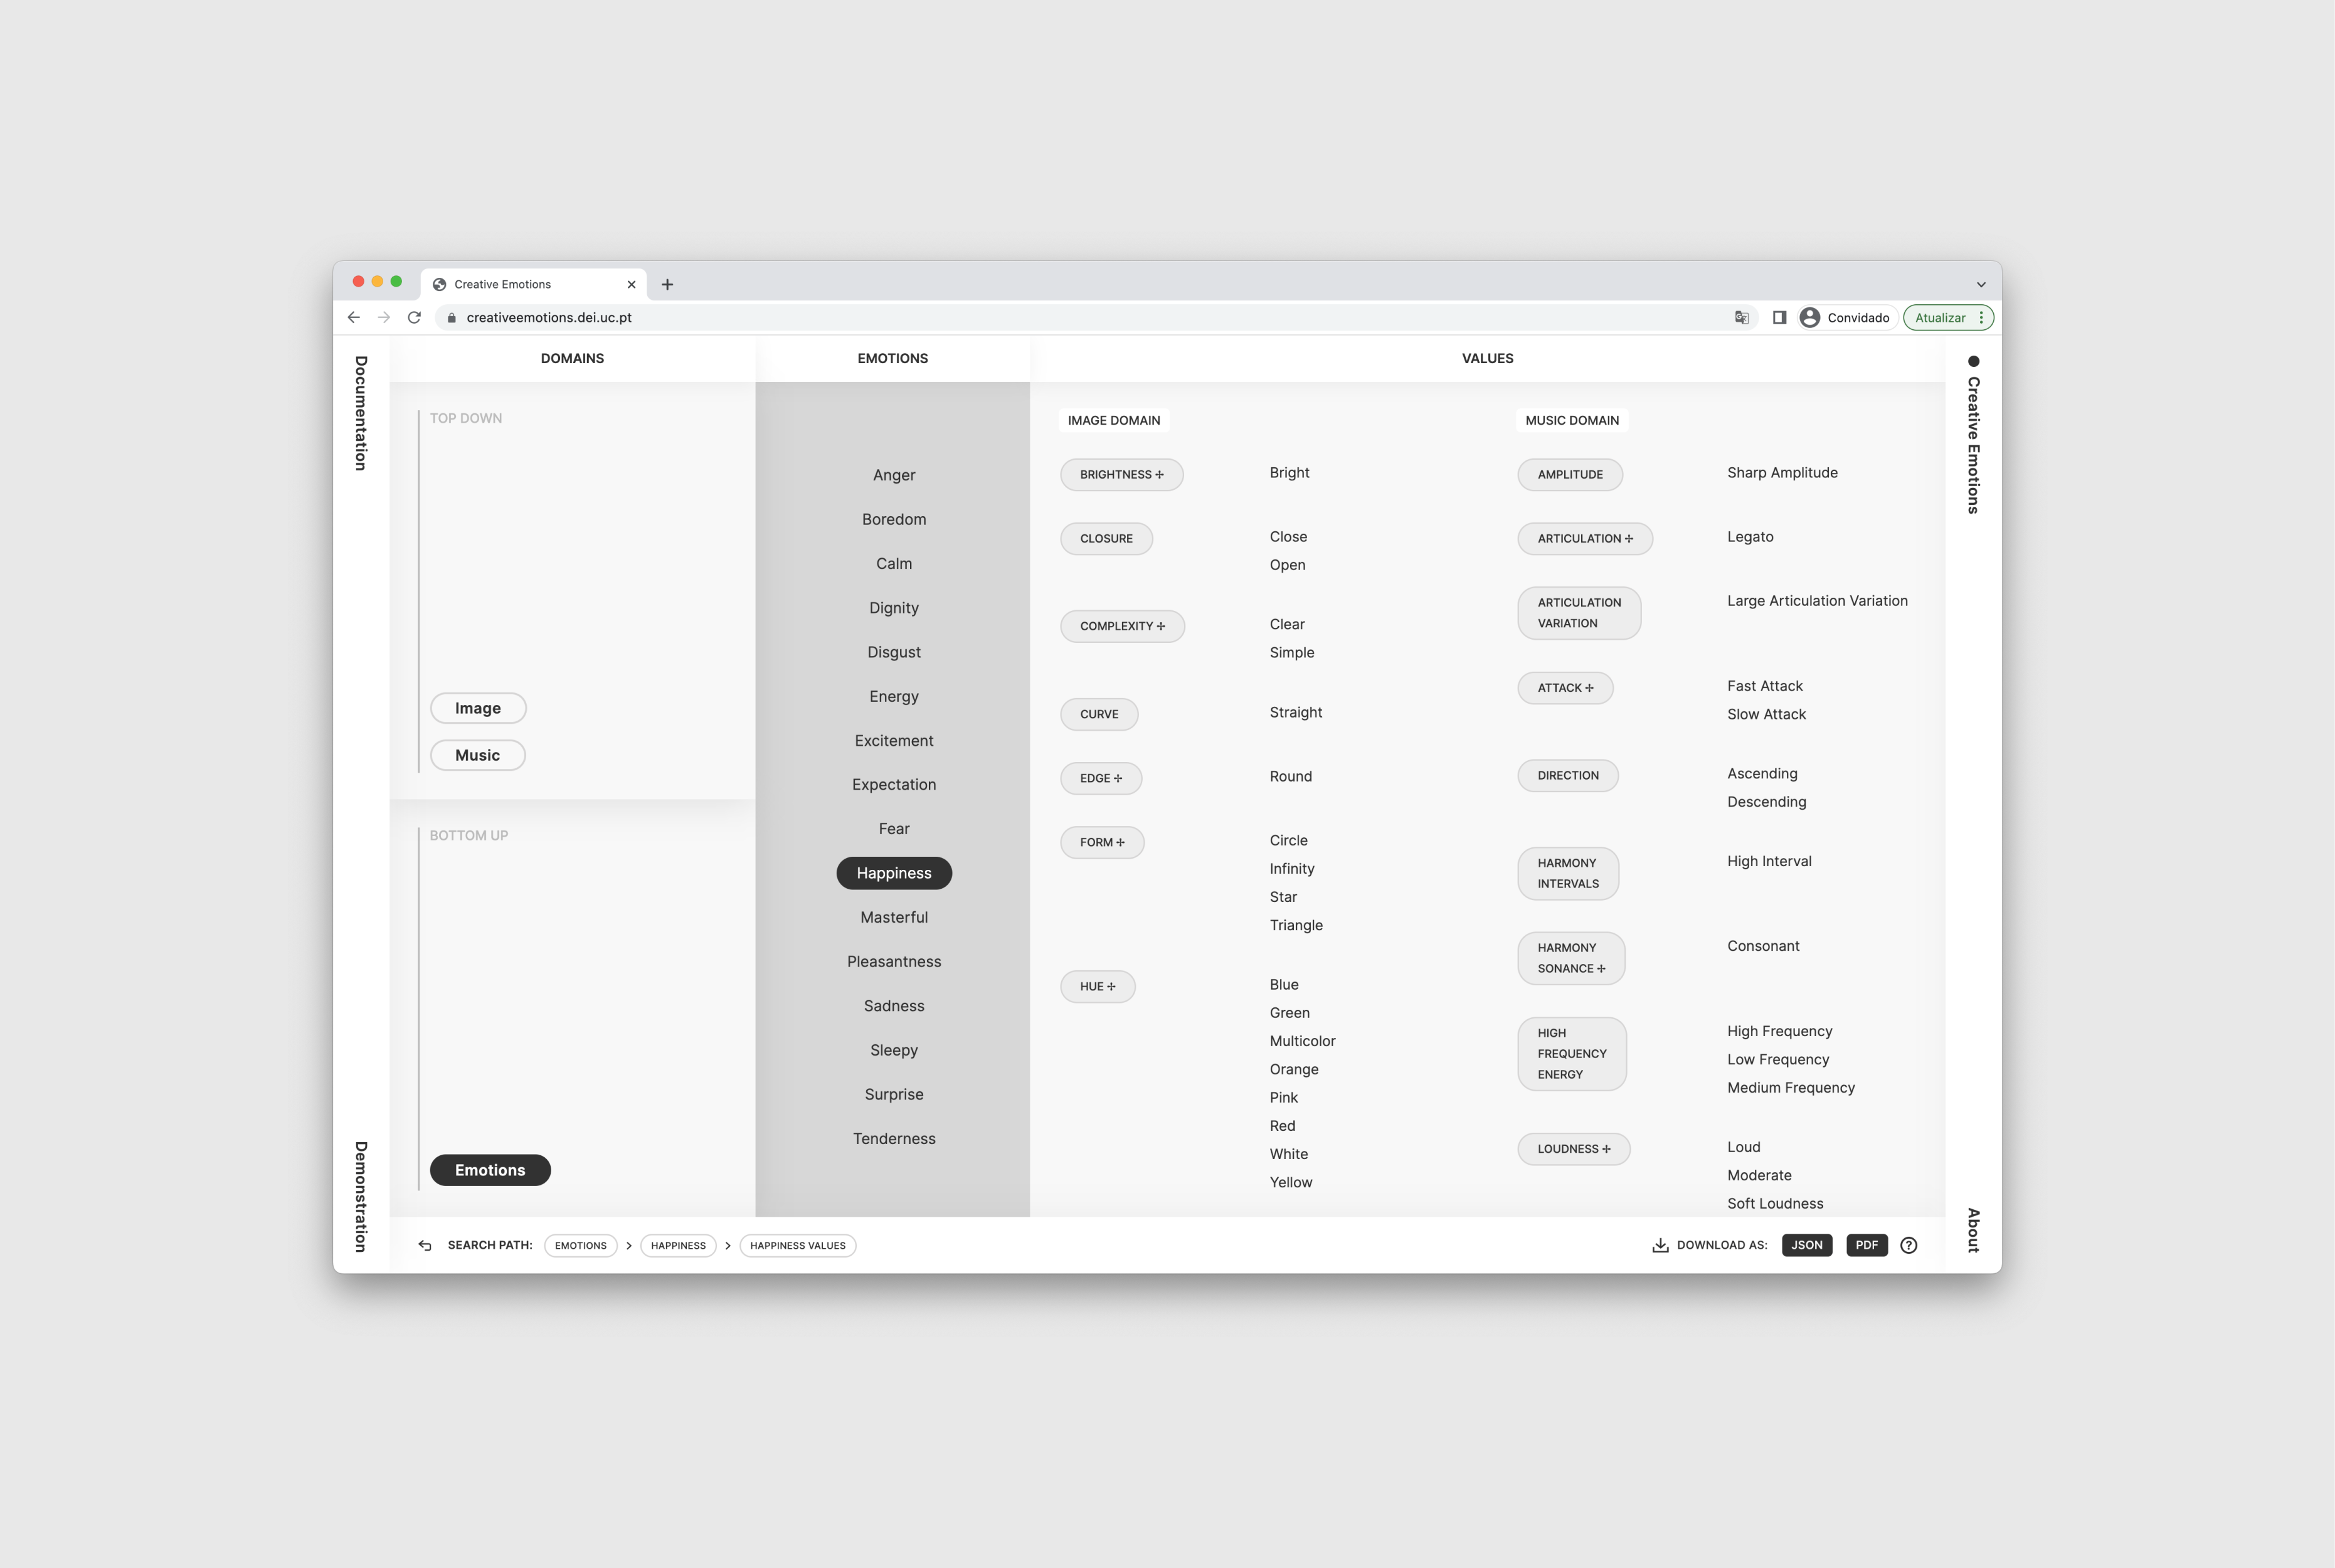 Creative Emotions
creativeemotions.dei.uc.pt
Convidado
Atualizar
Documentation
Demonstration
DOMAINS
TOP DOWN
Image
Music
BOTTOM UP
Emotions
EMOTIONS
Anger
Boredom
Calm
Dignity
Disgust
Energy
Excitement
Expectation
Fear
Happiness
Masterful
Pleasantness
Sadness
Sleepy
Surprise
Tenderness
VALUES
IMAGE DOMAIN
BRIGHTNESS +
Bright
CLOSURE
Close
Open
COMPLEXITY +
Clear
Simple
CURVE
Straight
EDGE +
Round
FORM +
Circle
Infinity
Star
Triangle
HUE +
Blue
Green
Multicolor
Orange
Pink
Red
White
Yellow
MUSIC DOMAIN
AMPLITUDE
Sharp Amplitude
ARTICULATION +
Legato
ARTICULATION
VARIATION
Large Articulation Variation
ATTACK +
Fast Attack
Slow Attack
DIRECTION
Ascending
Descending
HARMONY
INTERVALS
High Interval
HARMONY
SONANCE +
Consonant
HIGH
FREQUENCY
ENERGY
High Frequency
Low Frequency
Medium Frequency
LOUDNESS +
Loud
Moderate
Soft Loudness
Creative Emotions
About
SEARCH PATH: EMOTIONS > HAPPINESS > HAPPINESS VALUES
DOWNLOAD AS: JSON PDF ?